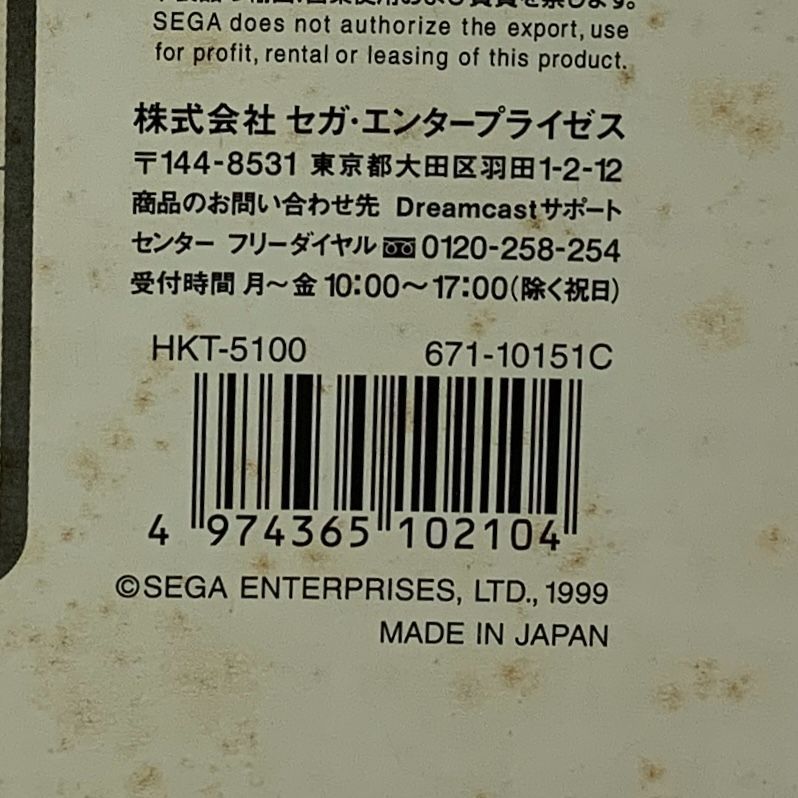 SEGA does not authorize the export, use
for profit, rental or leasing of this product.
株式会社 セガ・エンタープライゼス
〒144-8531 東京都大田区羽田1-2-12
商品のお問い合わせ先 Dreamcastサポート
センター フリーダイヤル 0120-258-254
受付時間 月～金 10:00～17:00(除く祝日)
HKT-5100 671-10151C
4 974365 102104
©SEGA ENTERPRISES, LTD., 1999
MADE IN JAPAN